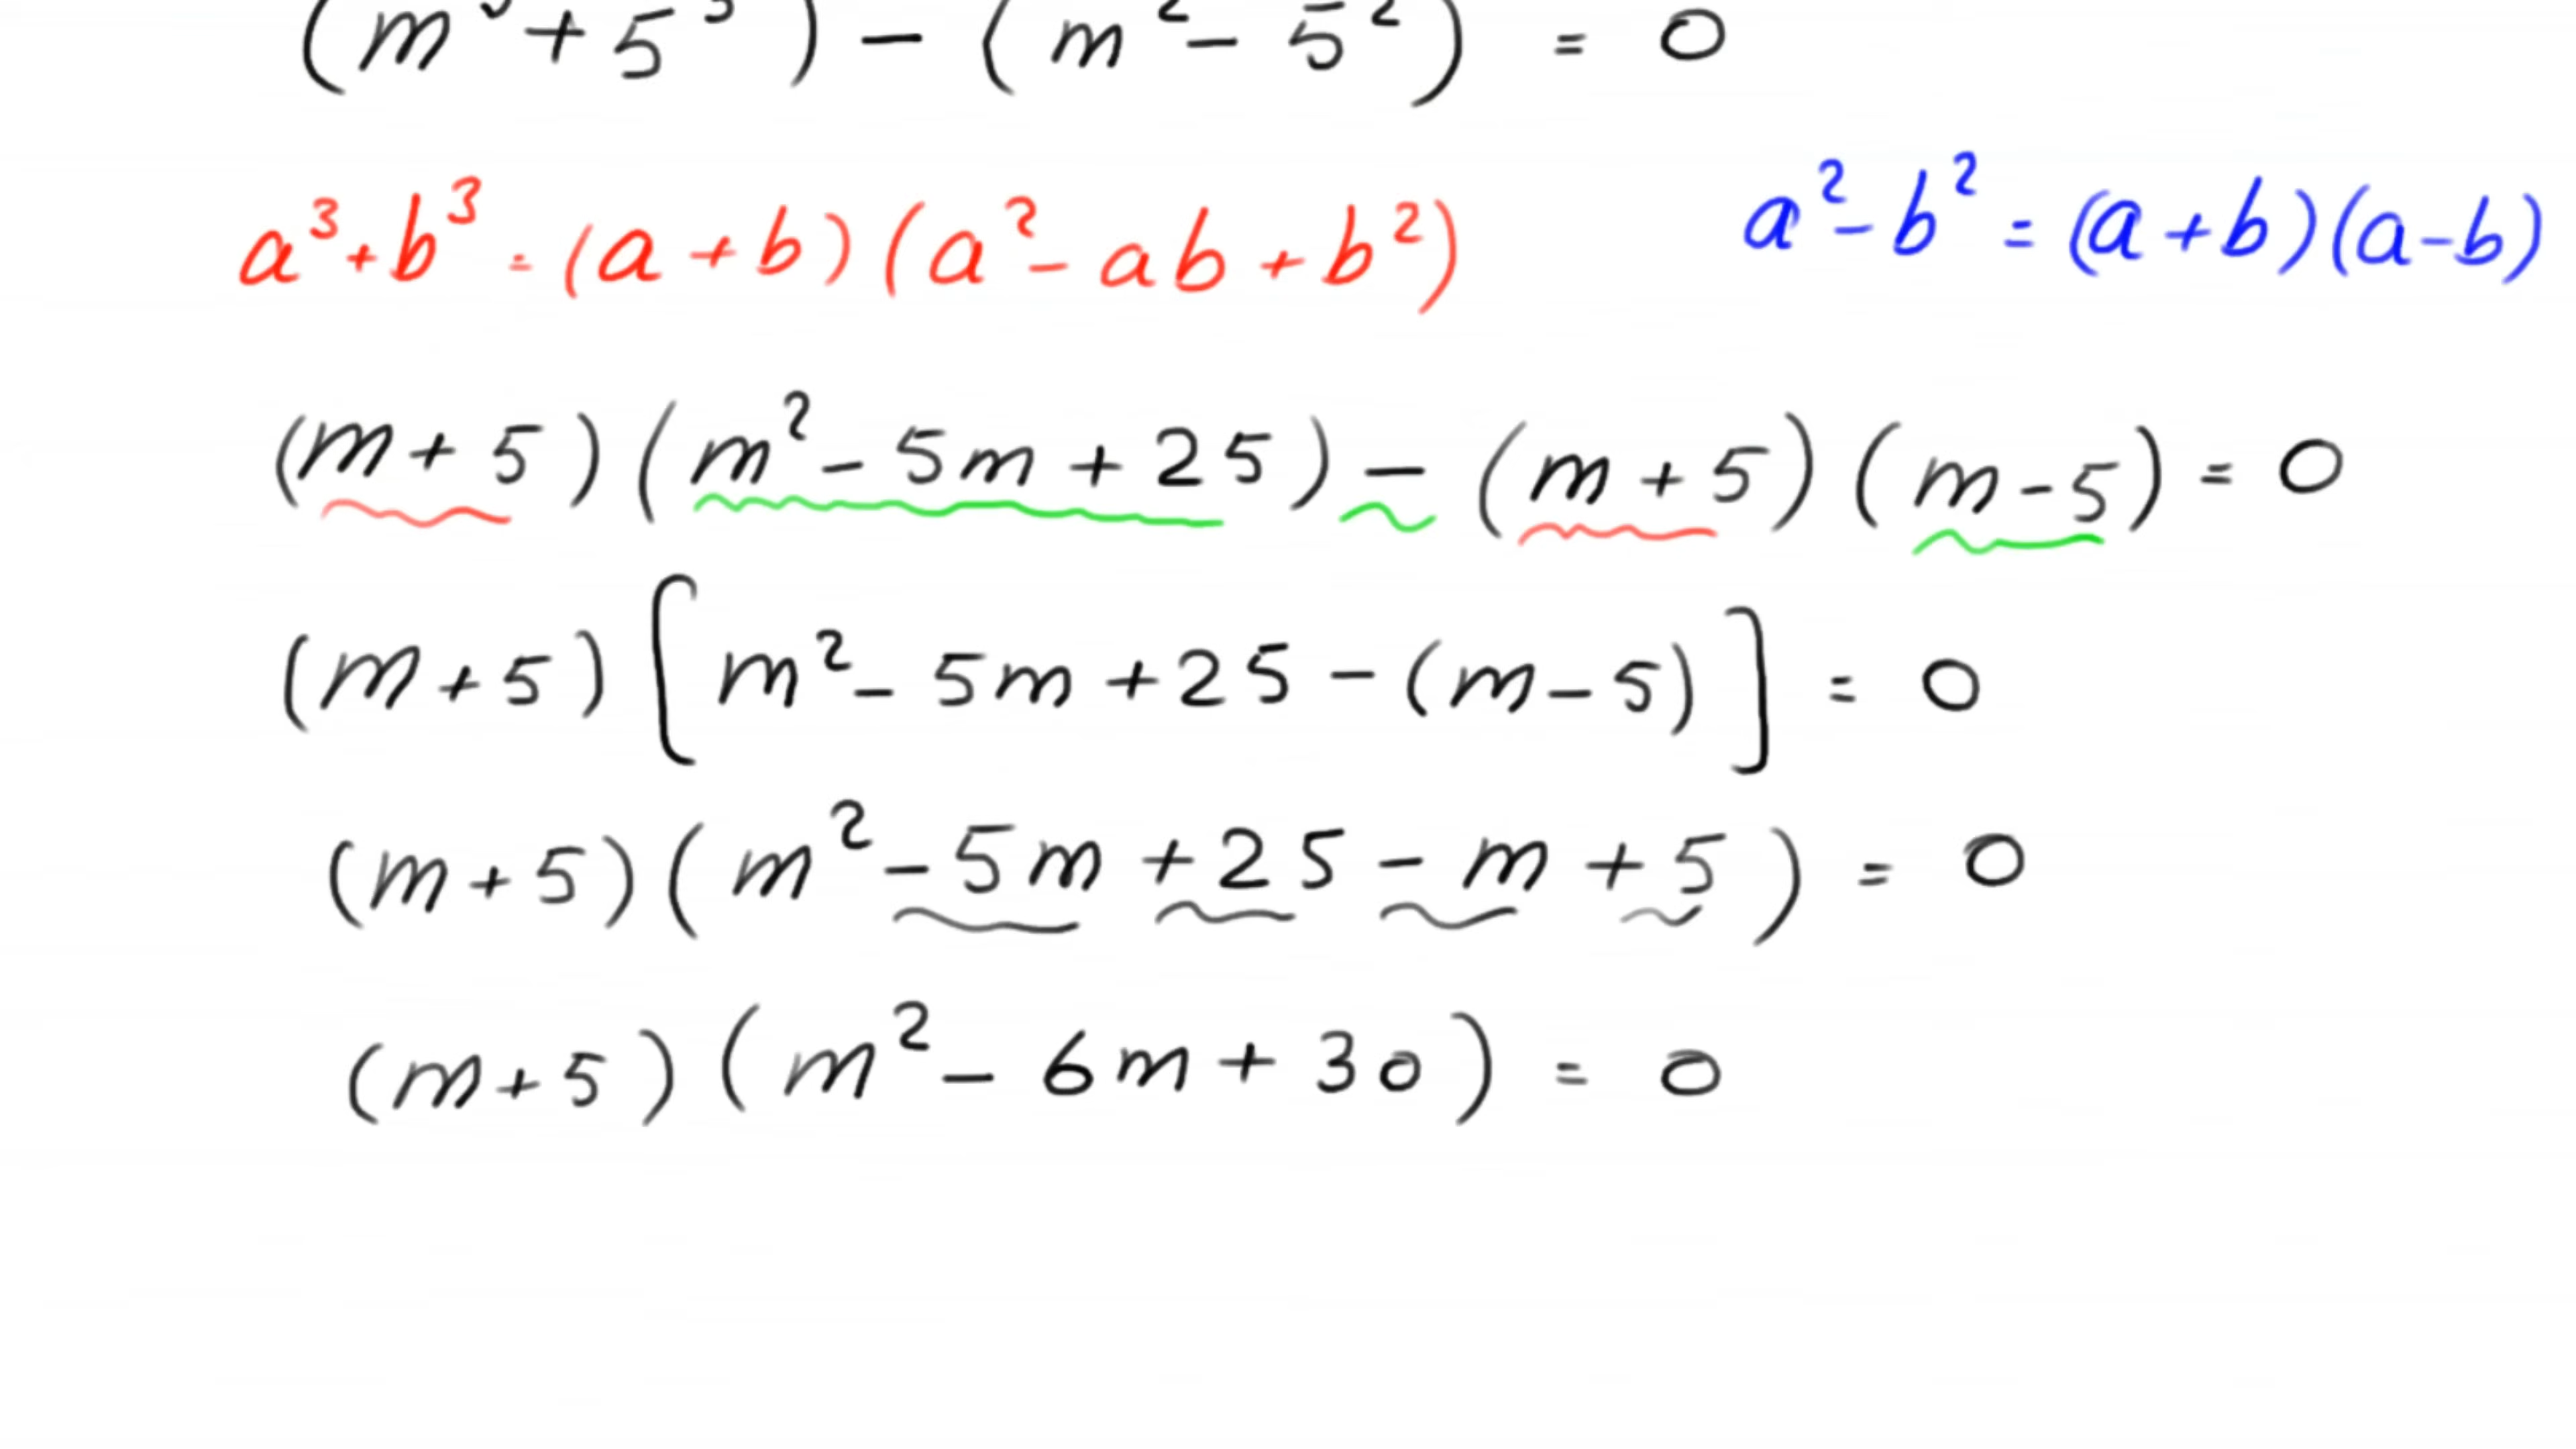 (m³ + 5³) − (m² − 5²) = 0
a³ + b³ = (a + b)(a² − ab + b²)
a² − b² = (a + b)(a − b)
(m + 5)(m² − 5m + 25) − (m + 5)(m − 5) = 0
(m + 5)[m² − 5m + 25 − (m − 5)] = 0
(m + 5)(m² − 5m + 25 − m + 5) = 0
(m + 5)(m² − 6m + 30) = 0